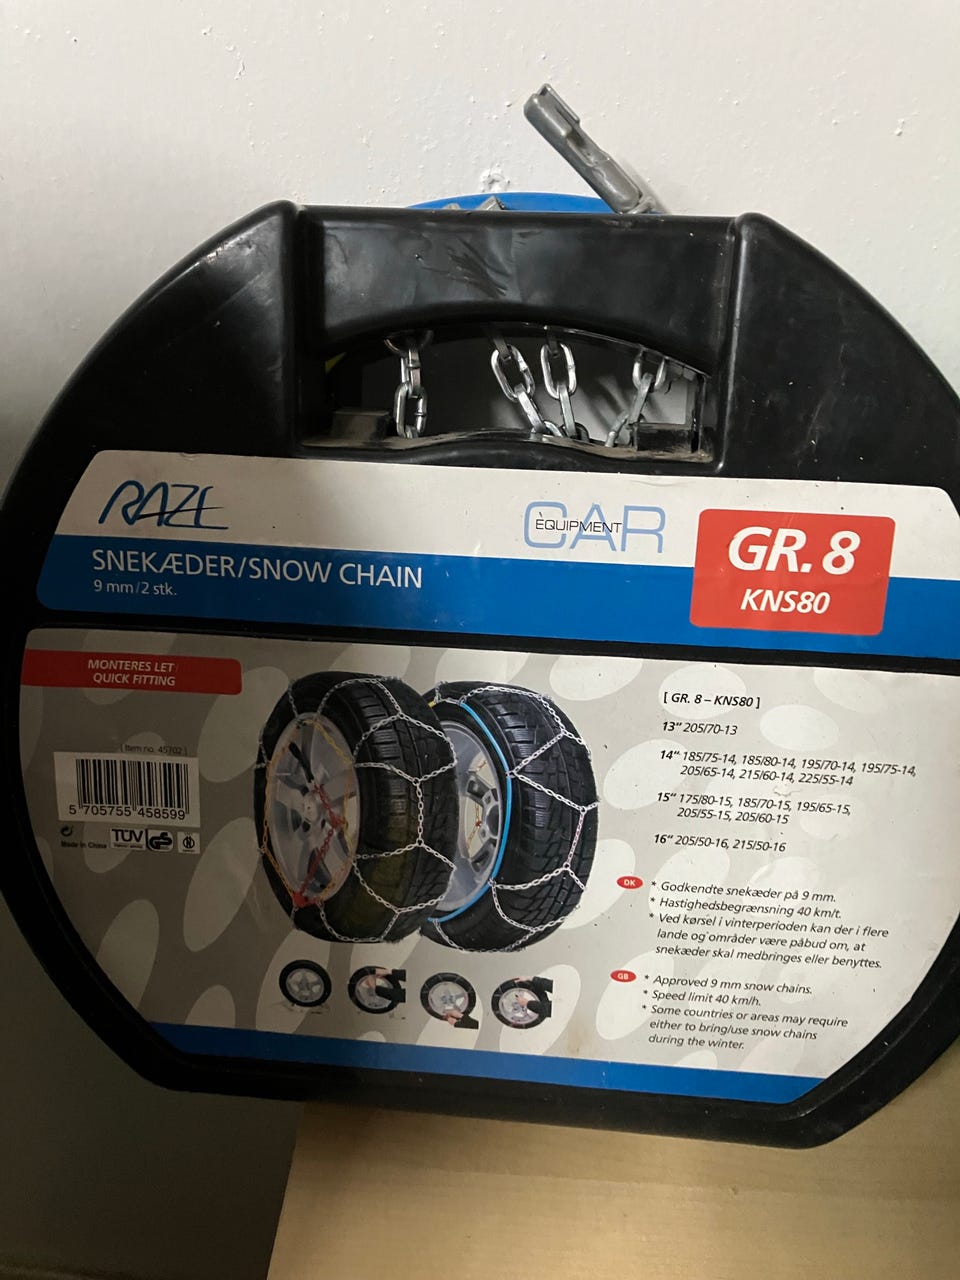 RAZE
CAR
EQUIPMENT
GR. 8
KNS80
SNEKÆDER/SNOW CHAIN
9 mm/2 stk.
MONTERES LET
QUICK FITTING
[ Item no. 45702 ]
5 705755 458599
Made in China
TÜV
GS
[ GR. 8 – KNS80 ]
13" 205/70-13
14" 185/75-14, 185/80-14, 195/70-14, 195/75-14,
205/65-14, 215/60-14, 225/55-14
15" 175/80-15, 185/70-15, 195/65-15,
205/55-15, 205/60-15
16" 205/50-16, 215/50-16
DK
* Godkendte snekæder på 9 mm.
* Hastighedsbegrænsning 40 km/t.
* Ved kørsel i vinterperioden kan der i flere
lande og områder være påbud om, at
snekæder skal medbringes eller benyttes.
GB
* Approved 9 mm snow chains.
* Speed limit 40 km/h.
* Some countries or areas may require
either to bring/use snow chains
during the winter.